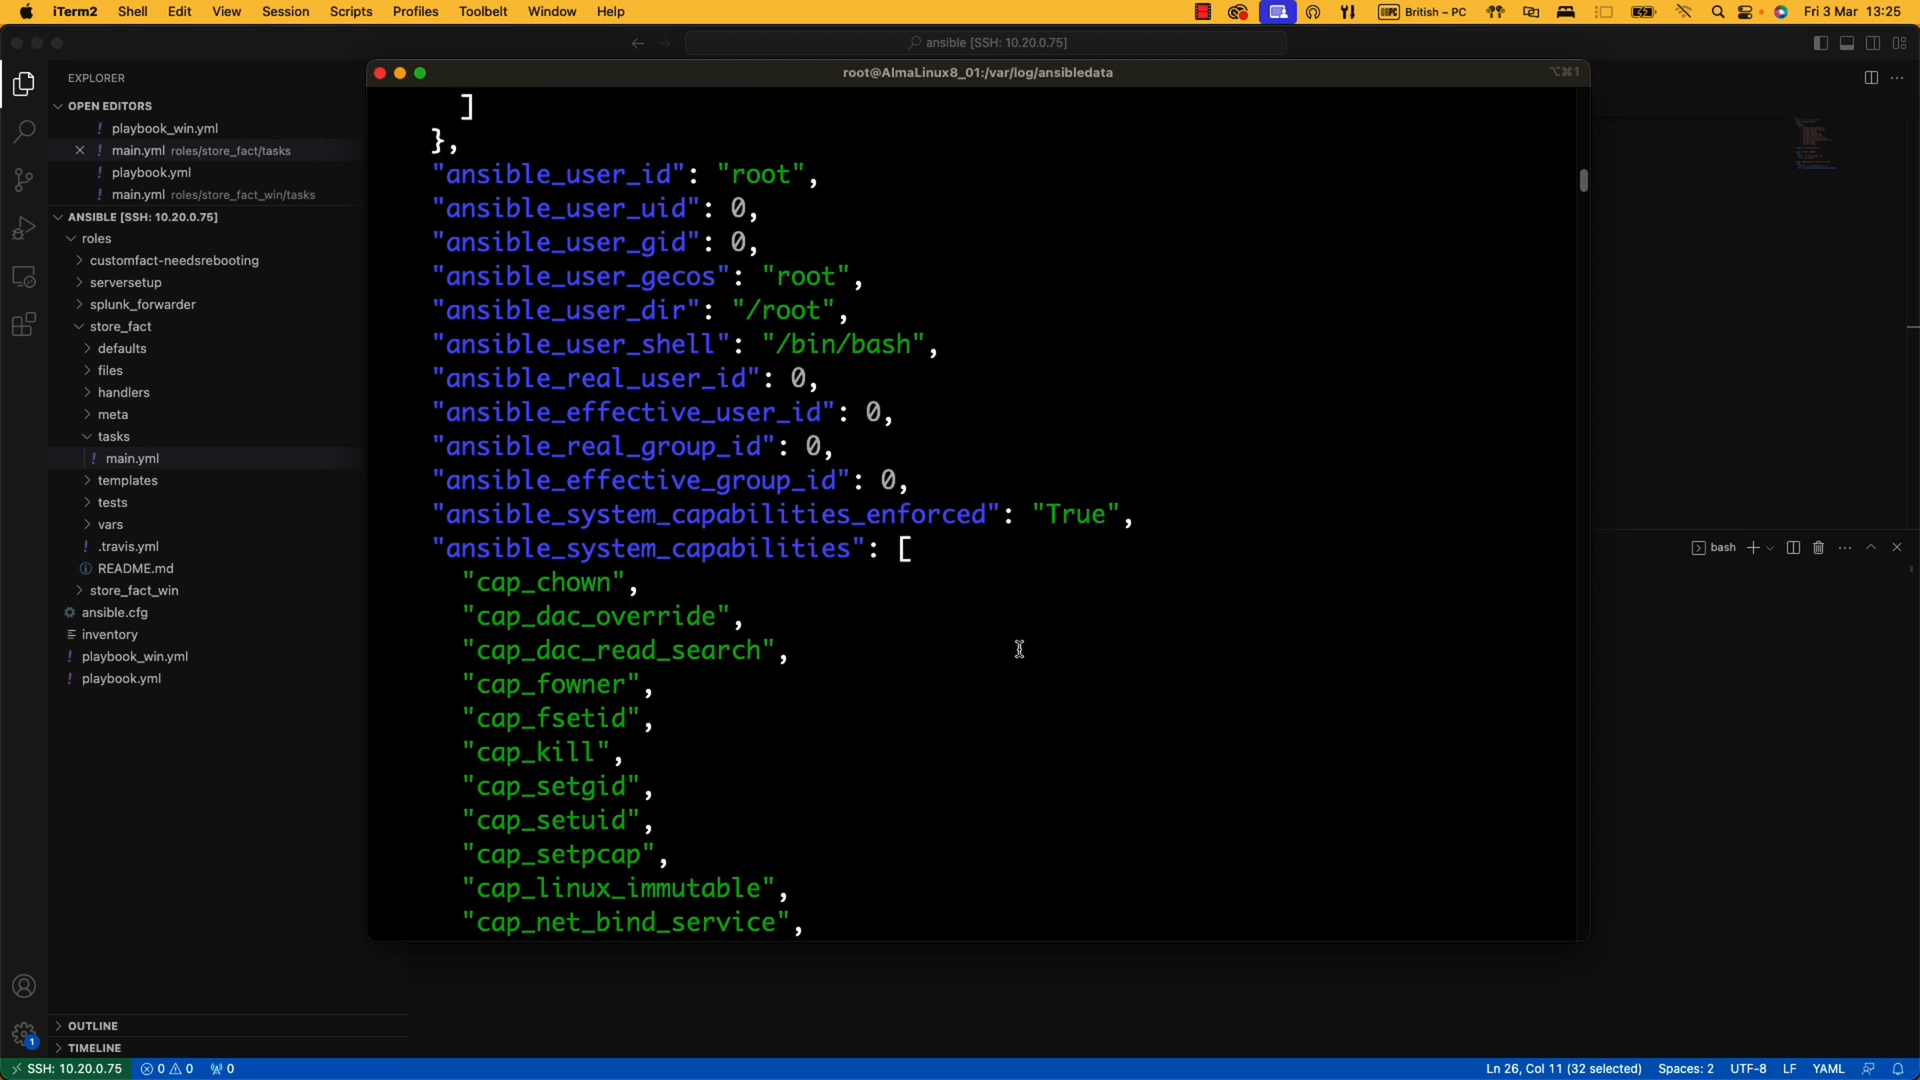 iTerm2 Shell Edit View Session Scripts Profiles Toolbelt Window Help
British – PC Fri 3 Mar 13:25
ansible [SSH: 10.20.0.75]
EXPLORER
OPEN EDITORS
! playbook_win.yml
! main.yml roles/store_fact/tasks
! playbook.yml
! main.yml roles/store_fact_win/tasks
ANSIBLE [SSH: 10.20.0.75]
roles
customfact-needsrebooting
serversetup
splunk_forwarder
store_fact
defaults
files
handlers
meta
tasks
! main.yml
templates
tests
vars
! .travis.yml
README.md
store_fact_win
ansible.cfg
inventory
! playbook_win.yml
! playbook.yml
OUTLINE
TIMELINE
root@AlmaLinux8_01:/var/log/ansibledata
⌥⌘1
]
},
"ansible_user_id": "root",
"ansible_user_uid": 0,
"ansible_user_gid": 0,
"ansible_user_gecos": "root",
"ansible_user_dir": "/root",
"ansible_user_shell": "/bin/bash",
"ansible_real_user_id": 0,
"ansible_effective_user_id": 0,
"ansible_real_group_id": 0,
"ansible_effective_group_id": 0,
"ansible_system_capabilities_enforced": "True",
"ansible_system_capabilities": [
"cap_chown",
"cap_dac_override",
"cap_dac_read_search",
"cap_fowner",
"cap_fsetid",
"cap_kill",
"cap_setgid",
"cap_setuid",
"cap_setpcap",
"cap_linux_immutable",
"cap_net_bind_service",
bash
1
SSH: 10.20.0.75 0 0 0
Ln 26, Col 11 (32 selected) Spaces: 2 UTF-8 LF YAML